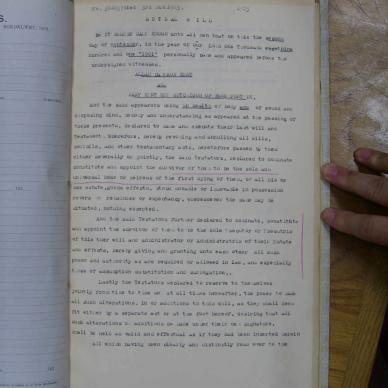 MUTUAL WILL
BE IT HEREBY MADE KNOWN unto all men that on this the second
day of in the year of our Lord One thousand nine
hundred and personally came and appeared before the
undersigned witnesses.
AND
And the said appearers being in health of body and of sound and
disposing mind, memory and understanding as appeared at the passing of
these presents, declared to make and execute their last will and
testament. hereby revoking and annulling all wills,
codicils, and other testamentary acts, heretofore passed by them
either severally or jointly, the said Testators, declared to nominate
constitute and appoint the survivor of them to be the sole and
universal heir or heiress of the first dying of them, of all his or
her estate, goods effects, stock movable or immovable in possession
revers or remainder or expectancy, wheresoever the same may be
situated, nothing excepted.
And the said Testators further declared to nominate, constitute
and appoint the survivor of them to be the sole Executor or Executrix
of this their will and Administrator of their Estate
and effects, hereby giving and granting unto each other all such
power and authority as are required or allowed in law, and especially
those of assumption substitution and surrogation.
Lastly the Testators declared to reserve to themselves
jointly from time to time and at all times hereafter, the power to make
all such alterations, in or additions to this will, as they shall deem
fit either by a separate act or at the foot hereof, desiring that all
such alterations or additions so made under their own signature,
shall be held as valid and effectual as if they had been inserted herein
All which having been clearly and distinctly read over to the